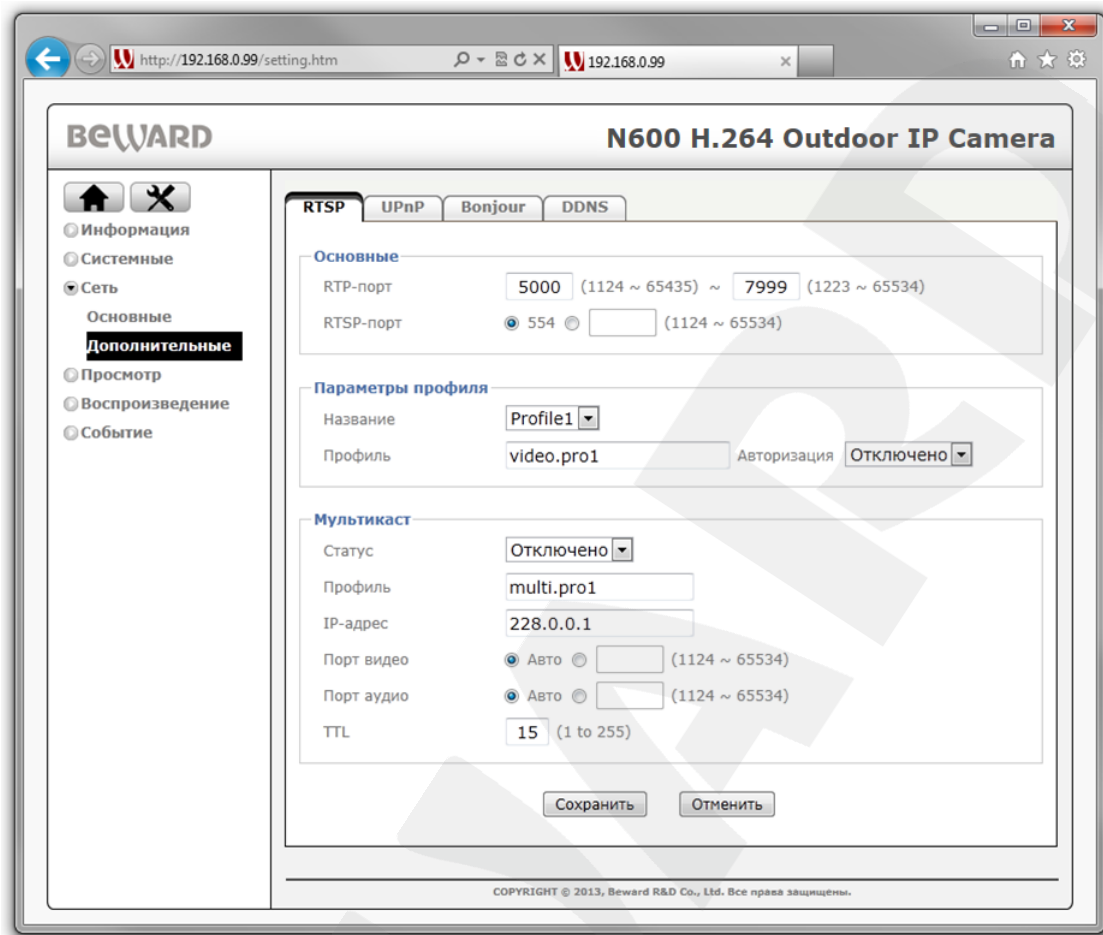 http://192.168.0.99/setting.htm
192.168.0.99
BEWARD
N600 H.264 Outdoor IP Camera
Информация
Системные
Сеть
Основные
Дополнительные
Просмотр
Воспроизведение
Событие
RTSP UPnP Bonjour DDNS
Основные
RTP-порт 5000 (1124 ~ 65435) ~ 7999 (1223 ~ 65534)
RTSP-порт 554 (1124 ~ 65534)
Параметры профиля
Название Profile1
Профиль video.pro1 Авторизация Отключено
Мультикаст
Статус Отключено
Профиль multi.pro1
IP-адрес 228.0.0.1
Порт видео Авто (1124 ~ 65534)
Порт аудио Авто (1124 ~ 65534)
TTL 15 (1 to 255)
Сохранить Отменить
COPYRIGHT © 2013, Beward R&D Co., Ltd. Все права защищены.